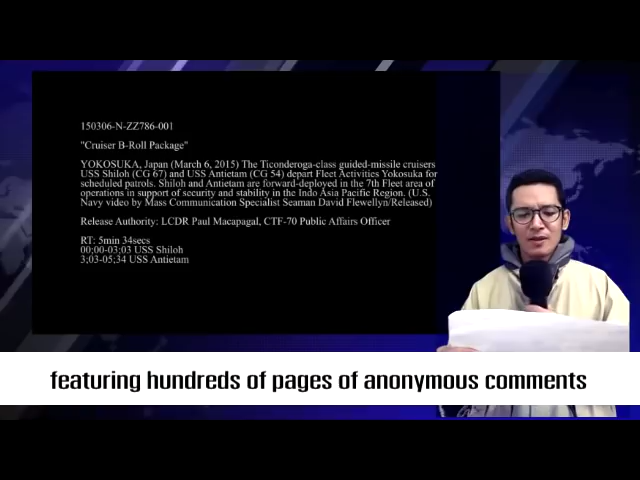 150306-N-ZZ786-001
"Cruiser B-Roll Package"
YOKOSUKA, Japan (March 6, 2015) The Ticonderoga-class guided-missile cruisers
USS Shiloh (CG 67) and USS Antietam (CG 54) depart Fleet Activities Yokosuka for
scheduled patrols. Shiloh and Antietam are forward-deployed in the 7th Fleet area of
operations in support of security and stability in the Indo Asia Pacific Region. (U.S.
Navy video by Mass Communication Specialist Seaman David Flewellyn/Released)
Release Authority: LCDR Paul Macapagal, CTF-70 Public Affairs Officer
RT: 5min 34secs
00;00-03;03 USS Shiloh
3;03-05;34 USS Antietam
featuring hundreds of pages of anonymous comments